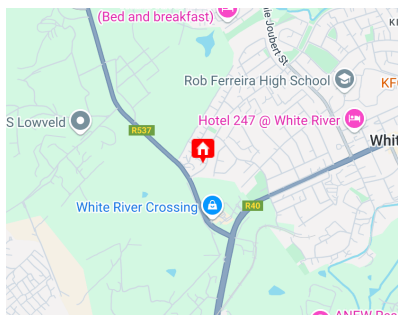 (Bed and breakfast)
ie Joubert St
Rob Ferreira High School
KF
S Lowveld
Hotel 247 @ White River
R537
Whit
White River Crossing
R40
ANEW Res